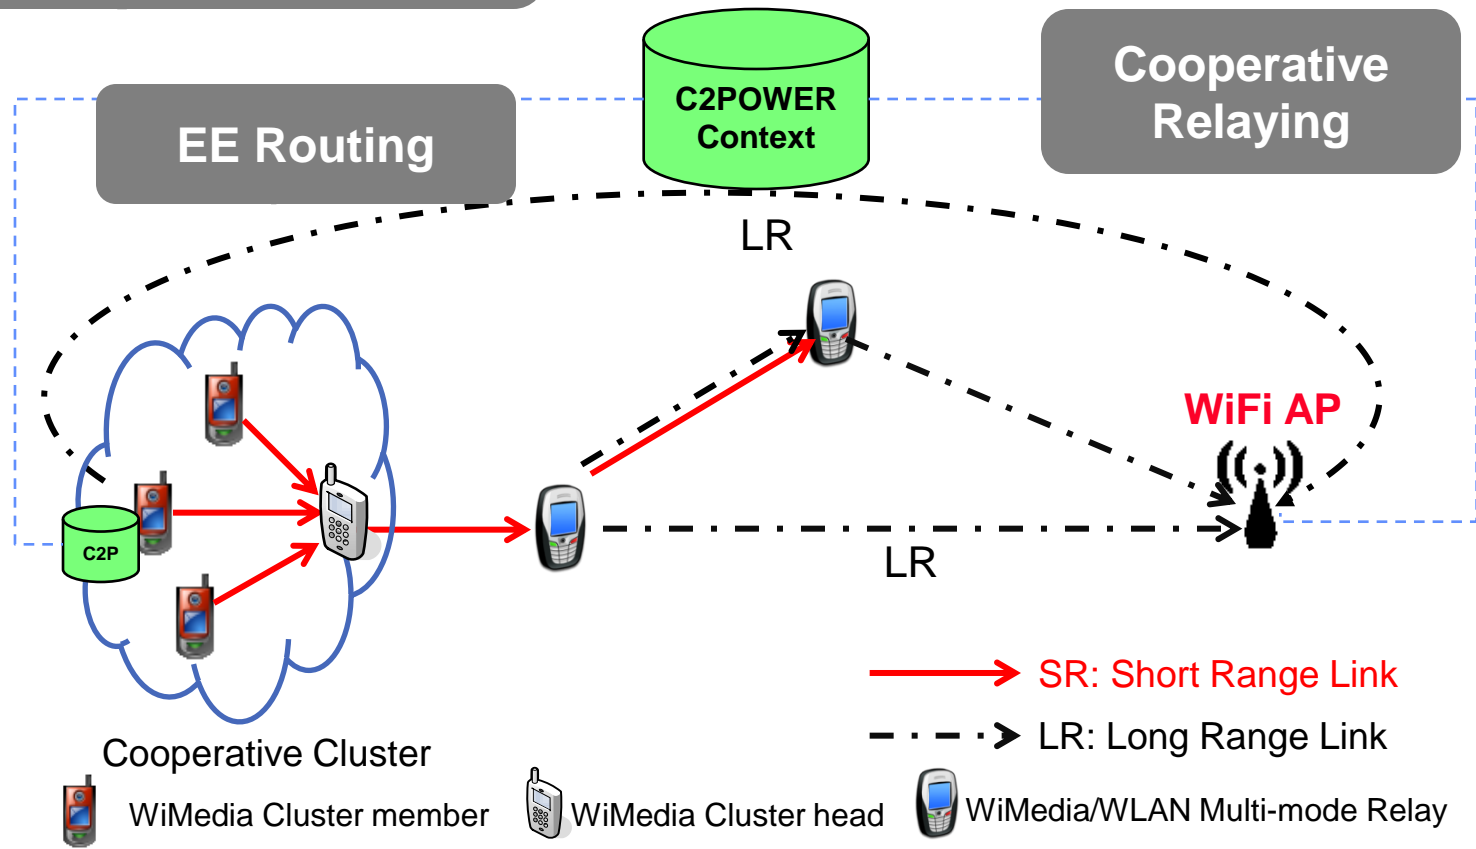 C2POWER
Context
Cooperative
Relaying
EE Routing
LR
WiFi AP
C2P
LR
SR: Short Range Link
LR: Long Range Link
Cooperative Cluster
WiMedia Cluster member
WiMedia Cluster head
WiMedia/WLAN Multi-mode Relay